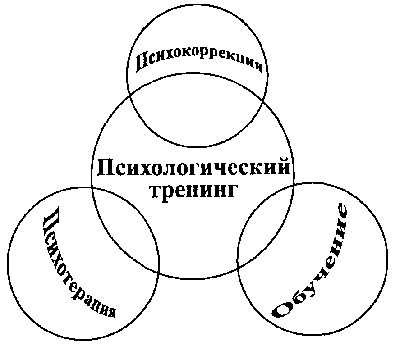 Психокоррекция
Психологический
тренинг
Психотерапия
Обучение